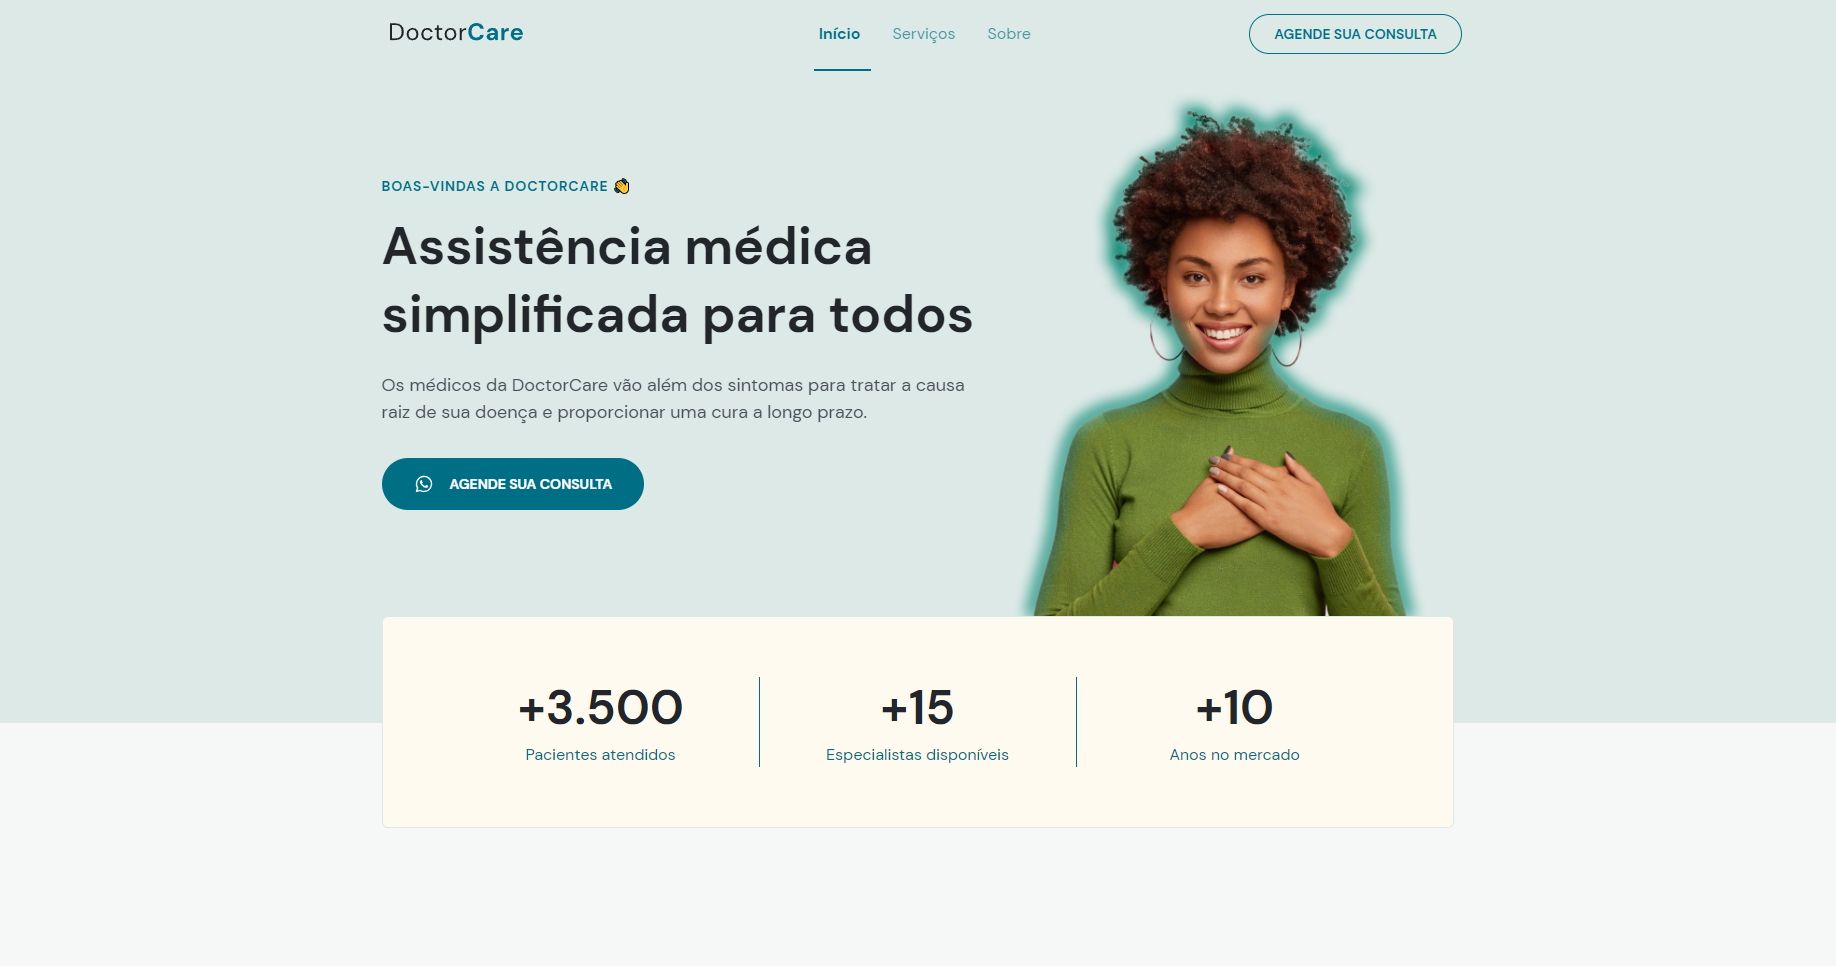 DoctorCare
Início
Serviços
Sobre
AGENDE SUA CONSULTA
BOAS-VINDAS A DOCTORCARE 👋
Assistência médica
simplificada para todos
Os médicos da DoctorCare vão além dos sintomas para tratar a causa
raiz de sua doença e proporcionar uma cura a longo prazo.
AGENDE SUA CONSULTA
+3.500
Pacientes atendidos
+15
Especialistas disponíveis
+10
Anos no mercado